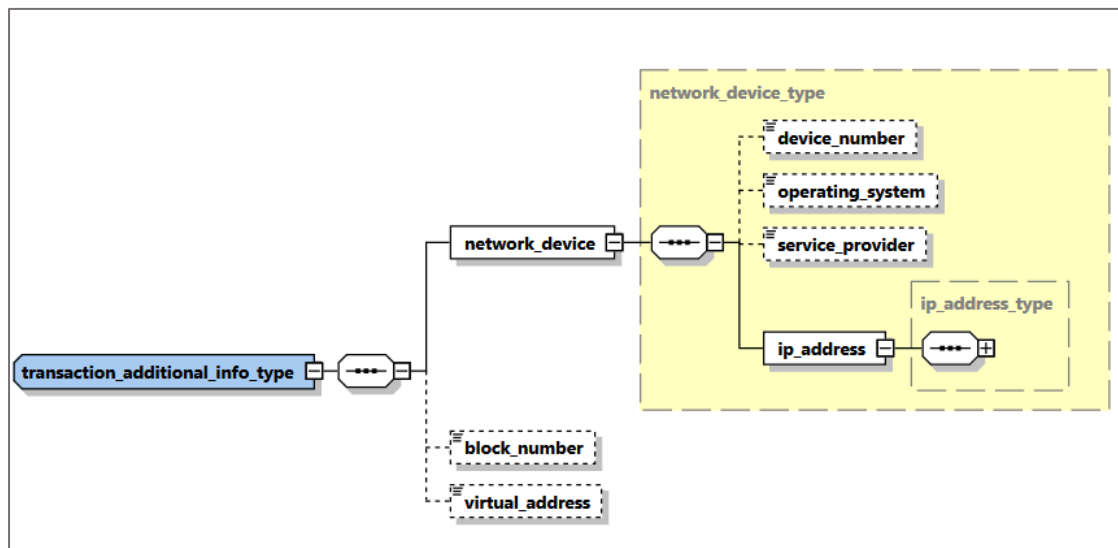 network_device_type
device_number
operating_system
service_provider
network_device
ip_address_type
ip_address
transaction_additional_info_type
block_number
virtual_address